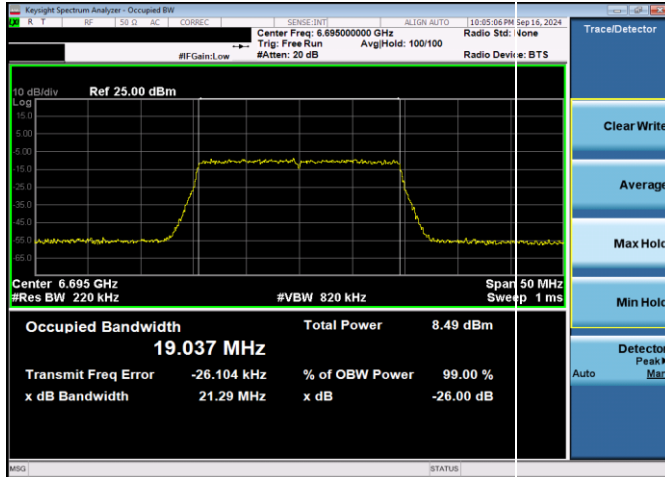 Keysight Spectrum Analyzer - Occupied BW
R T RF 50 Ω AC CORREC SENSE:INT ALIGN AUTO 10:05:06 PM Sep 16, 2024
Center Freq: 6.695000000 GHz Radio Std: None
Trig: Free Run Avg|Hold: 100/100
#IFGain:Low #Atten: 20 dB Radio Device: BTS
Trace/Detector
10 dB/div Ref 25.00 dBm
Log
15.0
5.00
-5.00
-15.0
-25.0
-35.0
-45.0
-55.0
-65.0
Center 6.695 GHz Span 50 MHz
#Res BW 220 kHz #VBW 820 kHz Sweep 1 ms
Occupied Bandwidth Total Power 8.49 dBm
19.037 MHz
Transmit Freq Error -26.104 kHz % of OBW Power 99.00 %
x dB Bandwidth 21.29 MHz x dB -26.00 dB
Clear Write
Average
Max Hold
Min Hold
Detector
Peak
Auto Man
MSG STATUS